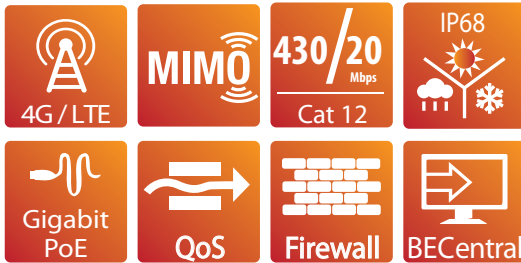 4G / LTE
MIMO
430/20
Mbps
Cat 12
IP68
Gigabit
PoE
QoS
Firewall
BECentral